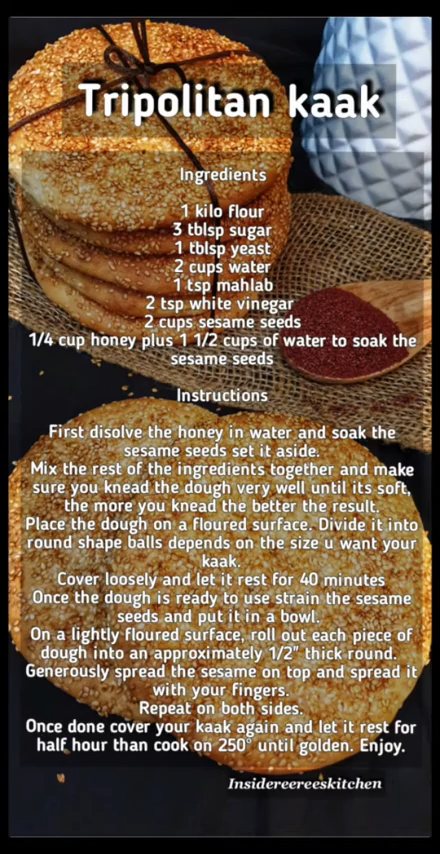 Tripolitan kaak
Ingredients
1 kilo flour
3 tblsp sugar
1 tblsp yeast
2 cups water
1 tsp mahlab
2 tsp white vinegar
2 cups sesame seeds
1/4 cup honey plus 1 1/2 cups of water to soak the
sesame seeds
Instructions
First disolve the honey in water and soak the
sesame seeds set it aside.
Mix the rest of the ingredients together and make
sure you knead the dough very well until its soft,
the more you knead the better the result.
Place the dough on a floured surface. Divide it into
round shape balls depends on the size u want your
kaak.
Cover loosely and let it rest for 40 minutes
Once the dough is ready to use strain the sesame
seeds and put it in a bowl.
On a lightly floured surface, roll out each piece of
dough into an approximately 1/2" thick round.
Generously spread the sesame on top and spread it
with your fingers.
Repeat on both sides.
Once done cover your kaak again and let it rest for
half hour than cook on 250° until golden. Enjoy.
Insidereereeskitchen